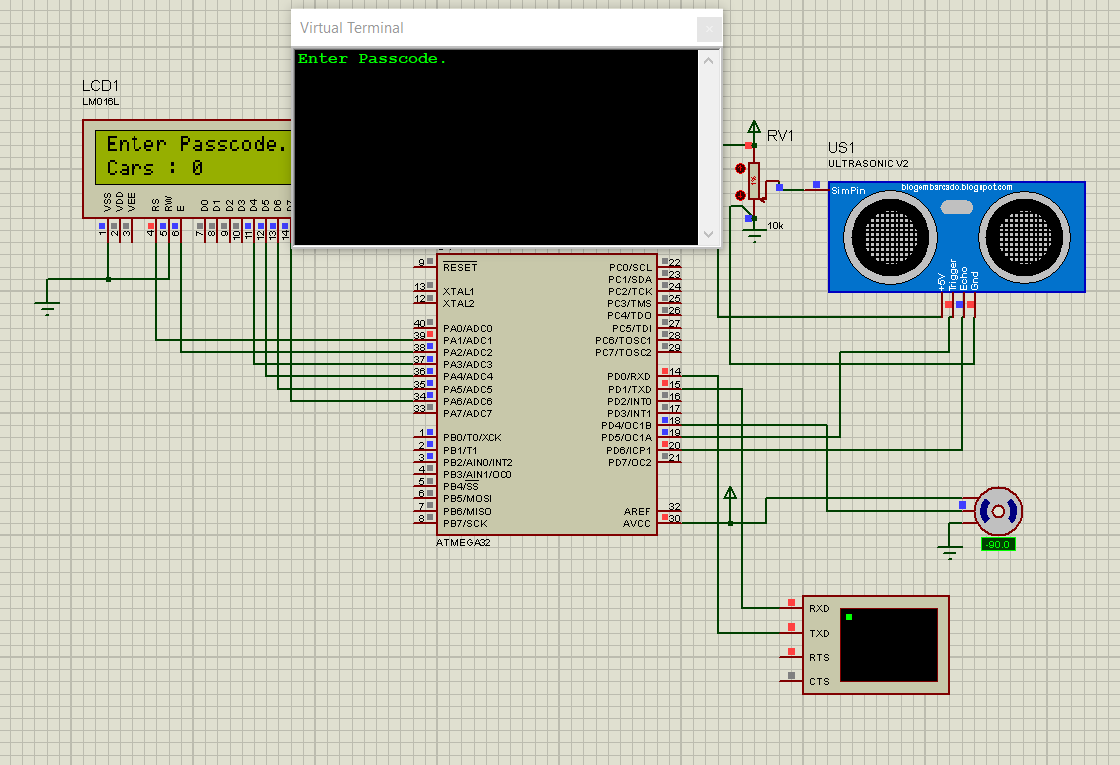 Virtual Terminal
Enter Passcode.
LCD1
LM016L
Enter Passcode.
Cars : 0
VSS
VDD
VEE
RS
RW
E
D0
D1
D2
D3
D4
D5
D6
D7
1
2
3
4
5
6
7
8
9
10
11
12
13
14
RV1
1%
10k
US1
ULTRASONIC V2
SimPin
blogembarcado.blogspot.com
+5V
Trigger
Echo
Gnd
9 RESET
13 XTAL1
12 XTAL2
40 PA0/ADC0
39 PA1/ADC1
38 PA2/ADC2
37 PA3/ADC3
36 PA4/ADC4
35 PA5/ADC5
34 PA6/ADC6
33 PA7/ADC7
1 PB0/T0/XCK
2 PB1/T1
3 PB2/AIN0/INT2
4 PB3/AIN1/OC0
5 PB4/SS
6 PB5/MOSI
7 PB6/MISO
8 PB7/SCK
PC0/SCL 22
PC1/SDA 23
PC2/TCK 24
PC3/TMS 25
PC4/TDO 26
PC5/TDI 27
PC6/TOSC1 28
PC7/TOSC2 29
PD0/RXD 14
PD1/TXD 15
PD2/INT0 16
PD3/INT1 17
PD4/OC1B 18
PD5/OC1A 19
PD6/ICP1 20
PD7/OC2 21
AREF 32
AVCC 30
ATMEGA32
-90.0
RXD
TXD
RTS
CTS